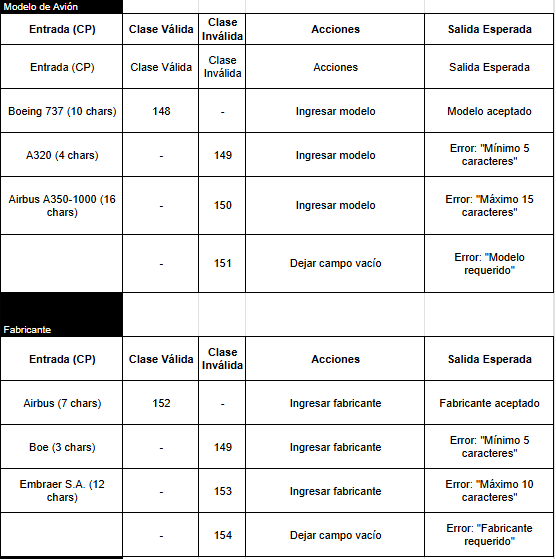 Modelo de Avión
Entrada (CP) Clase Válida Clase Inválida Acciones Salida Esperada
Entrada (CP) Clase Válida Clase Inválida Acciones Salida Esperada
Boeing 737 (10 chars) 148 - Ingresar modelo Modelo aceptado
A320 (4 chars) - 149 Ingresar modelo Error: "Mínimo 5 caracteres"
Airbus A350-1000 (16 chars) - 150 Ingresar modelo Error: "Máximo 15 caracteres"
- 151 Dejar campo vacío Error: "Modelo requerido"
Fabricante
Entrada (CP) Clase Válida Clase Inválida Acciones Salida Esperada
Airbus (7 chars) 152 - Ingresar fabricante Fabricante aceptado
Boe (3 chars) - 149 Ingresar fabricante Error: "Mínimo 5 caracteres"
Embraer S.A. (12 chars) - 153 Ingresar fabricante Error: "Máximo 10 caracteres"
- 154 Dejar campo vacío Error: "Fabricante requerido"